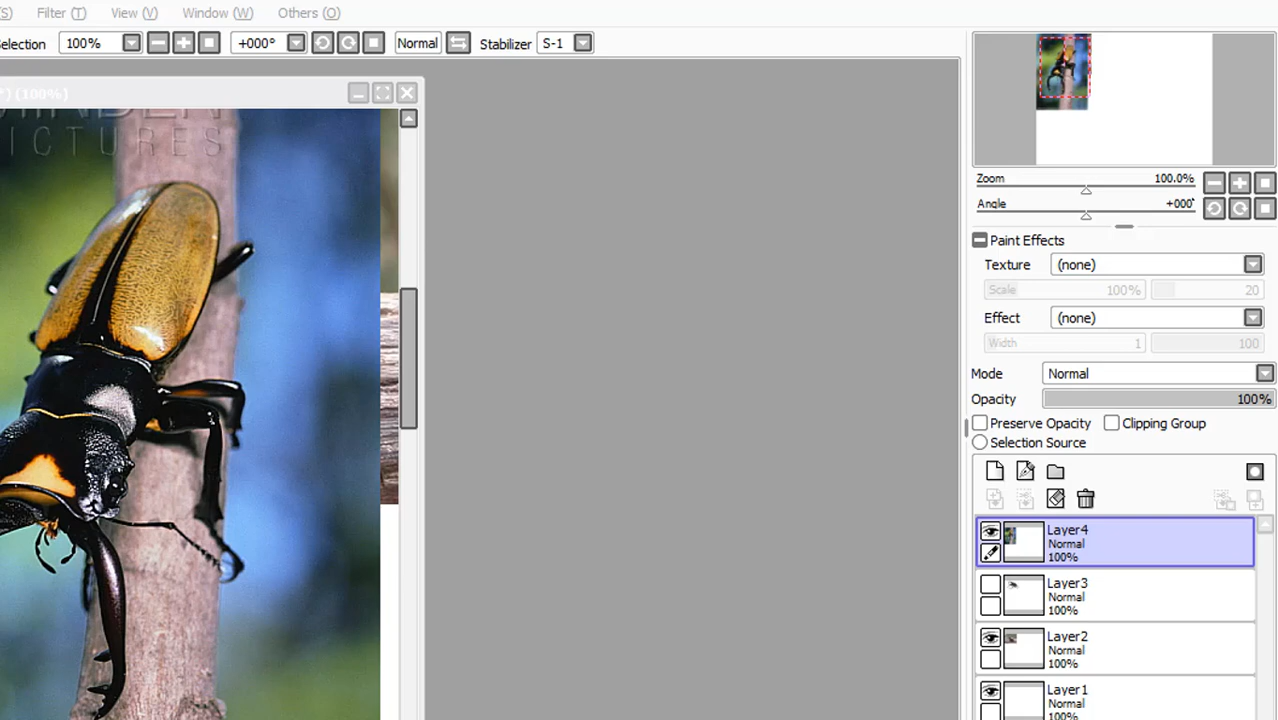 (S) Filter (T) View (V) Window (W) Others (O)
election 100% +000° Normal Stabilizer S-1
(100%)
PICTURES
Zoom 100.0%
Angle +000°
Paint Effects
Texture (none)
Scale 100% 20
Effect (none)
Width 1 100
Mode Normal
Opacity 100%
Preserve Opacity Clipping Group
Selection Source
Layer4
Normal
100%
Layer3
Normal
100%
Layer2
Normal
100%
Layer1
Normal
100%